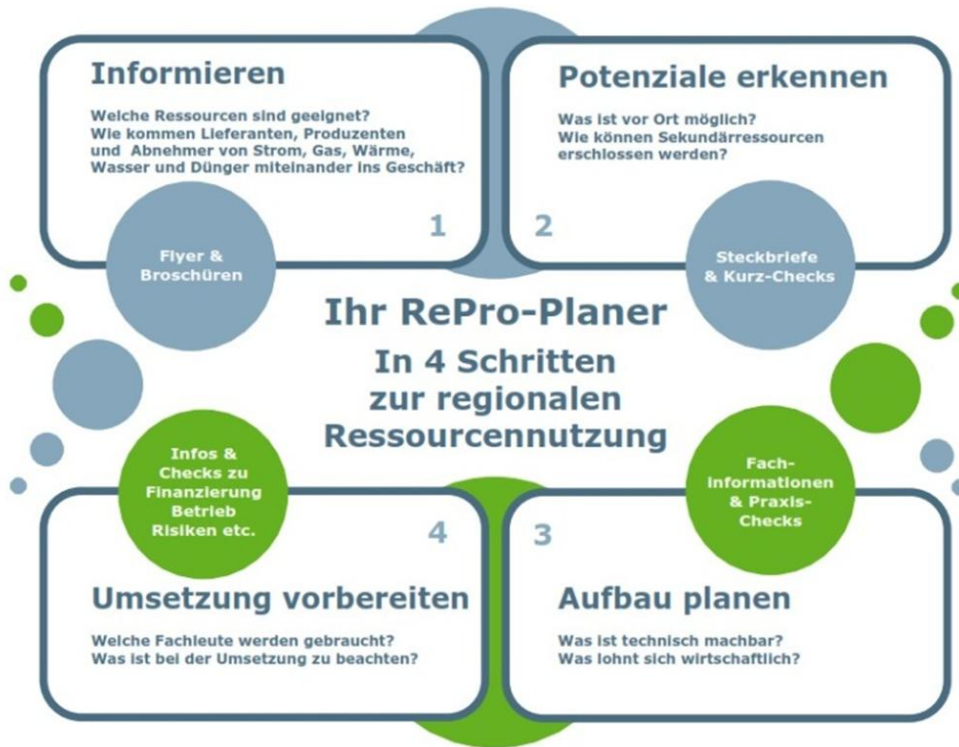 Informieren
Welche Ressourcen sind geeignet?
Wie kommen Lieferanten, Produzenten
und Abnehmer von Strom, Gas, Wärme,
Wasser und Dünger miteinander ins Geschäft?
1
Flyer &
Broschüren
Potenziale erkennen
Was ist vor Ort möglich?
Wie können Sekundärressourcen
erschlossen werden?
2
Steckbriefe
& Kurz-Checks
Ihr RePro-Planer
In 4 Schritten
zur regionalen
Ressourcennutzung
Fach-
informationen
& Praxis-
Checks
3
Aufbau planen
Was ist technisch machbar?
Was lohnt sich wirtschaftlich?
Infos &
Checks zu
Finanzierung
Betrieb
Risiken etc.
4
Umsetzung vorbereiten
Welche Fachleute werden gebraucht?
Was ist bei der Umsetzung zu beachten?